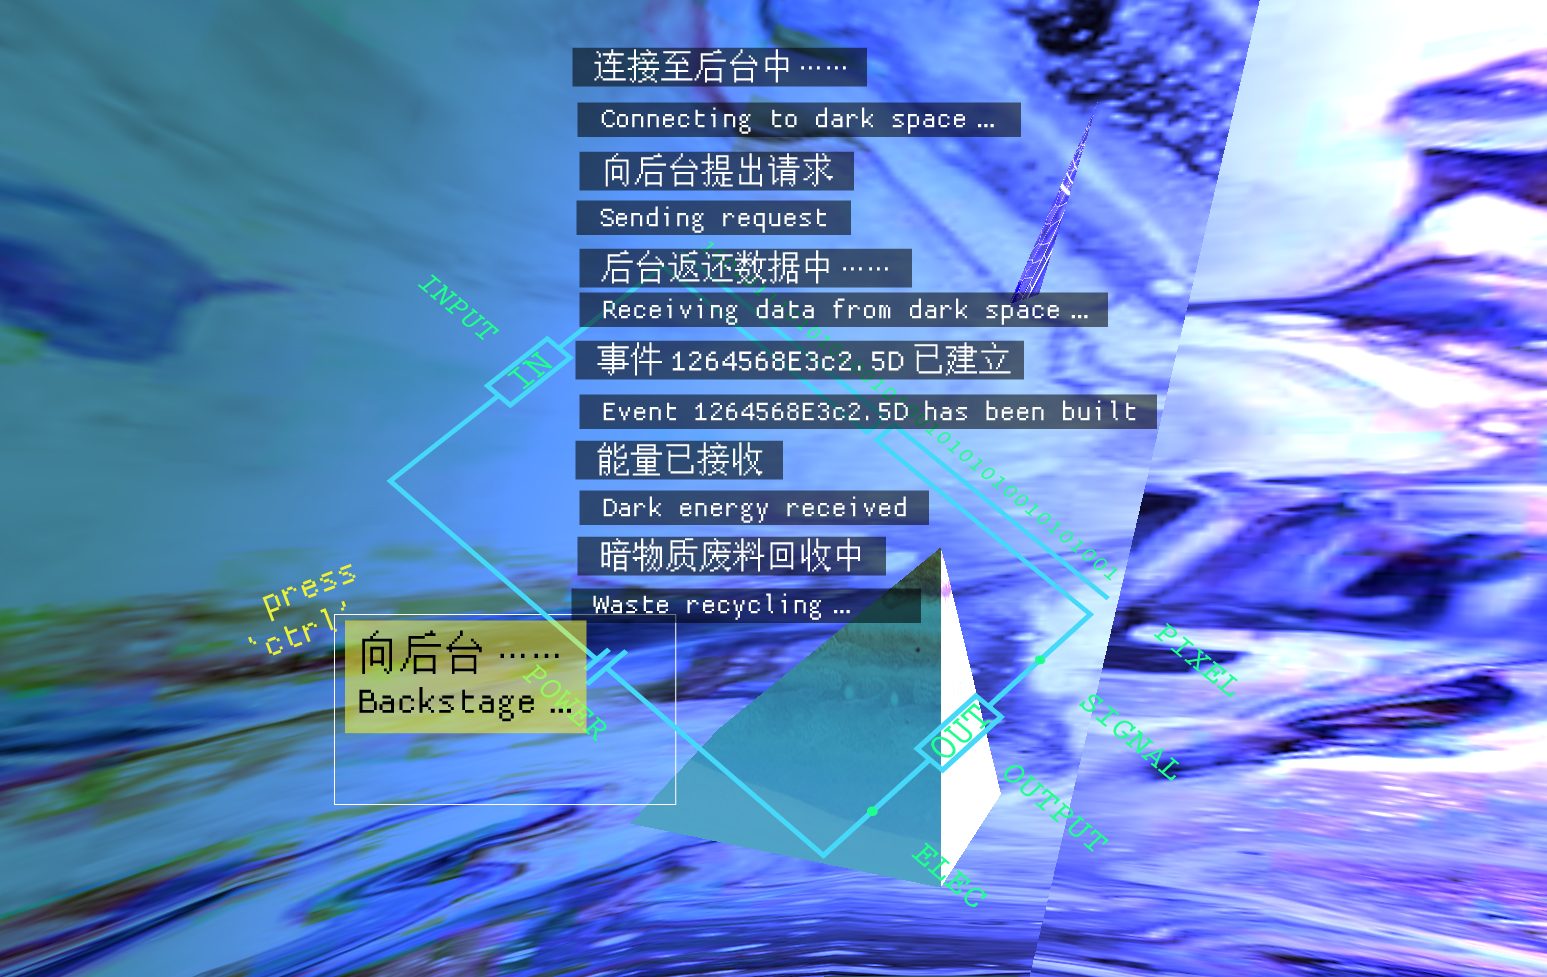 连接至后台中 ……
Connecting to dark space ...
向后台提出请求
Sending request
后台返还数据中 ……
Receiving data from dark space ...
事件 1264568E3c2.5D 已建立
Event 1264568E3c2.5D has been built
能量已接收
Dark energy received
暗物质废料回收中
Waste recycling ...
INPUT
IN
press
'ctrl'
向后台 ……
Backstage ...
POWER
OUT
PIXEL
SIGNAL
OUTPUT
ELEC